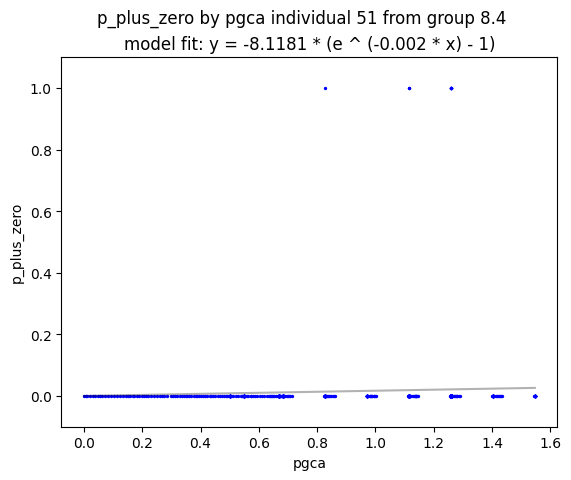 p_plus_zero by pgca individual 51 from group 8.4
model fit: y = -8.1181 * (e ^ (-0.002 * x) - 1)
1.0
0.8
0.6
0.4
0.2
0.0
p_plus_zero
0.0 0.2 0.4 0.6 0.8 1.0 1.2 1.4 1.6
pgca